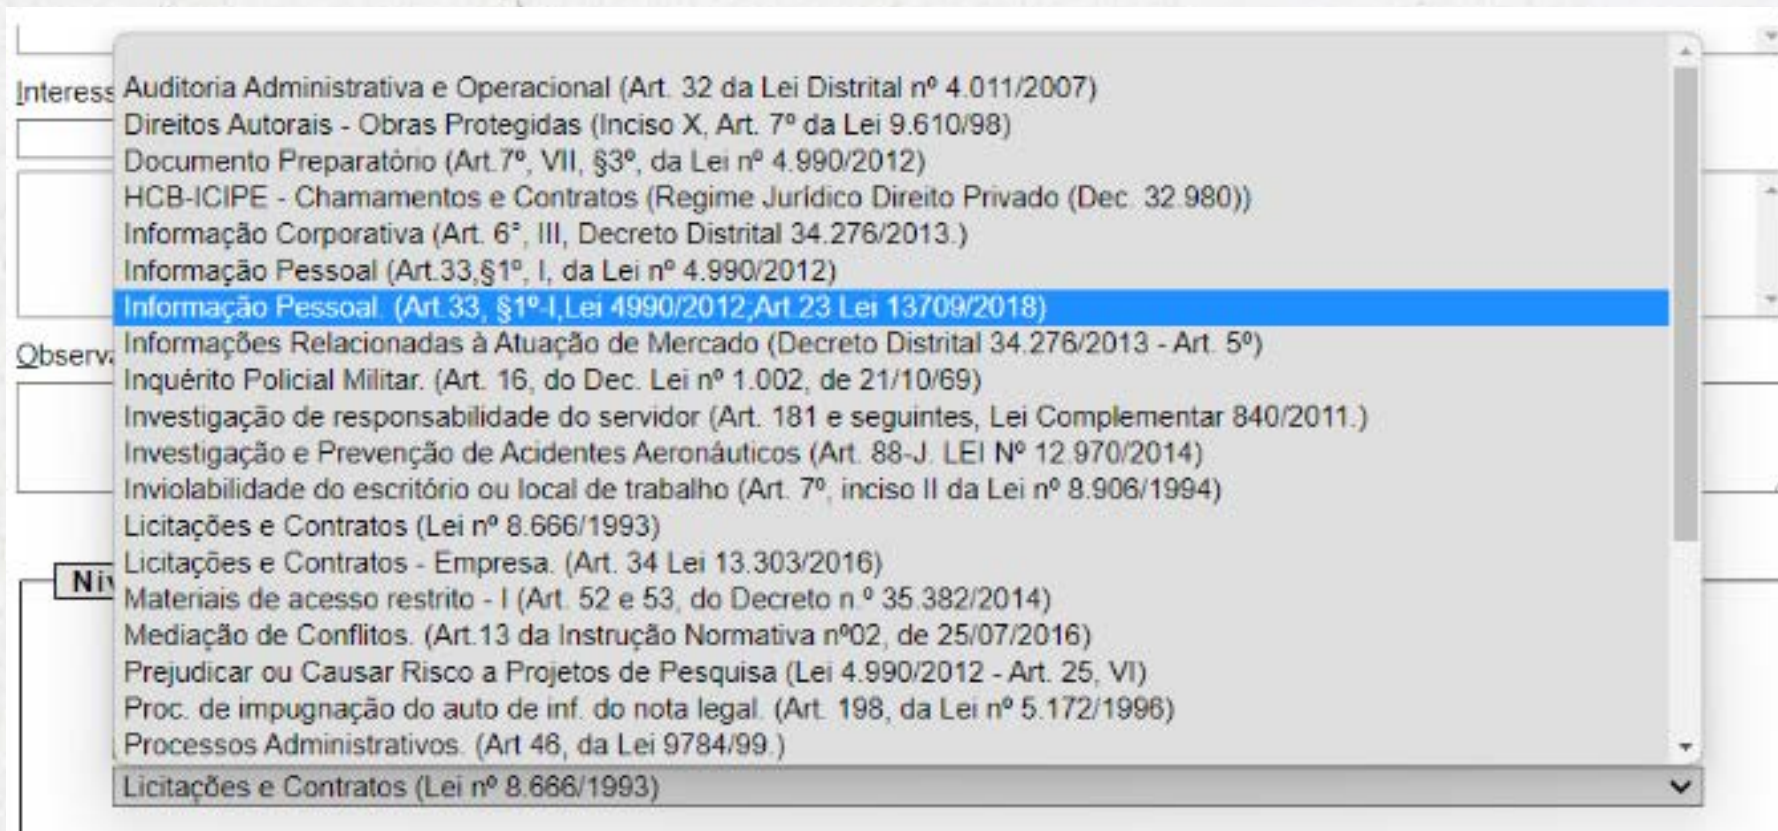 Interess
Auditoria Administrativa e Operacional (Art. 32 da Lei Distrital nº 4.011/2007)
Direitos Autorais - Obras Protegidas (Inciso X, Art. 7º da Lei 9.610/98)
Documento Preparatório (Art.7º, VII, §3º, da Lei nº 4.990/2012)
HCB-ICIPE - Chamamentos e Contratos (Regime Jurídico Direito Privado (Dec. 32.980))
Informação Corporativa (Art. 6°, III, Decreto Distrital 34.276/2013.)
Informação Pessoal (Art.33,§1º, I, da Lei nº 4.990/2012)
Informação Pessoal. (Art.33, §1º-I,Lei 4990/2012;Art.23 Lei 13709/2018)
Observa
Informações Relacionadas à Atuação de Mercado (Decreto Distrital 34.276/2013 - Art. 5º)
Inquérito Policial Militar. (Art. 16, do Dec. Lei nº 1.002, de 21/10/69)
Investigação de responsabilidade do servidor (Art. 181 e seguintes, Lei Complementar 840/2011.)
Investigação e Prevenção de Acidentes Aeronáuticos (Art. 88-J. LEI Nº 12.970/2014)
Inviolabilidade do escritório ou local de trabalho (Art. 7º, inciso II da Lei nº 8.906/1994)
Licitações e Contratos (Lei nº 8.666/1993)
Licitações e Contratos - Empresa. (Art. 34 Lei 13.303/2016)
Nív
Materiais de acesso restrito - I (Art. 52 e 53, do Decreto n.º 35.382/2014)
Mediação de Conflitos. (Art.13 da Instrução Normativa nº02, de 25/07/2016)
Prejudicar ou Causar Risco a Projetos de Pesquisa (Lei 4.990/2012 - Art. 25, VI)
Proc. de impugnação do auto de inf. do nota legal. (Art. 198, da Lei nº 5.172/1996)
Processos Administrativos. (Art 46, da Lei 9784/99.)
Licitações e Contratos (Lei nº 8.666/1993)